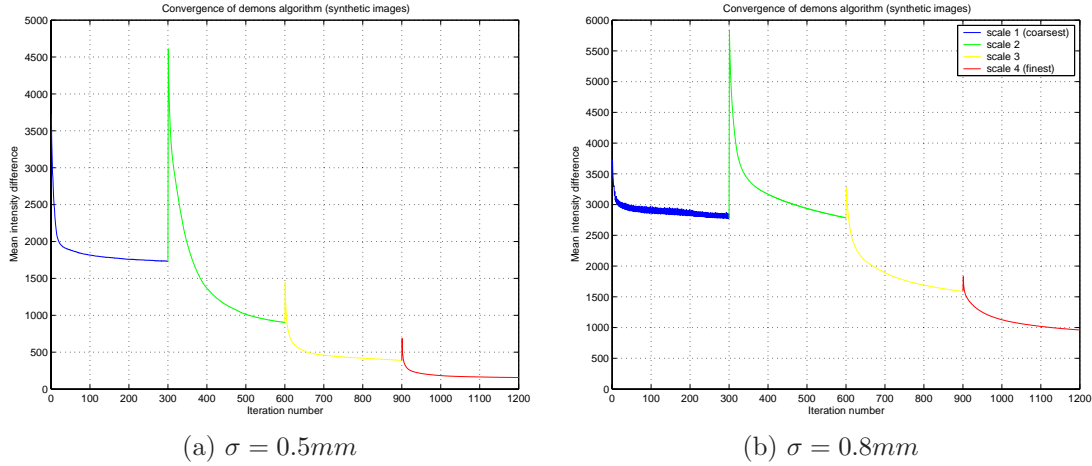 Convergence of demons algorithm (synthetic images)
5000
4500
4000
3500
3000
2500
2000
1500
1000
500
0
Mean intensity difference
0 100 200 300 400 500 600 700 800 900 1000 1100 1200
Iteration number
(a) σ = 0.5mm
Convergence of demons algorithm (synthetic images)
6000
5500
5000
4500
4000
3500
3000
2500
2000
1500
1000
500
0
Mean intensity difference
scale 1 (coarsest)
scale 2
scale 3
scale 4 (finest)
0 100 200 300 400 500 600 700 800 900 1000 1100 1200
Iteration number
(b) σ = 0.8mm